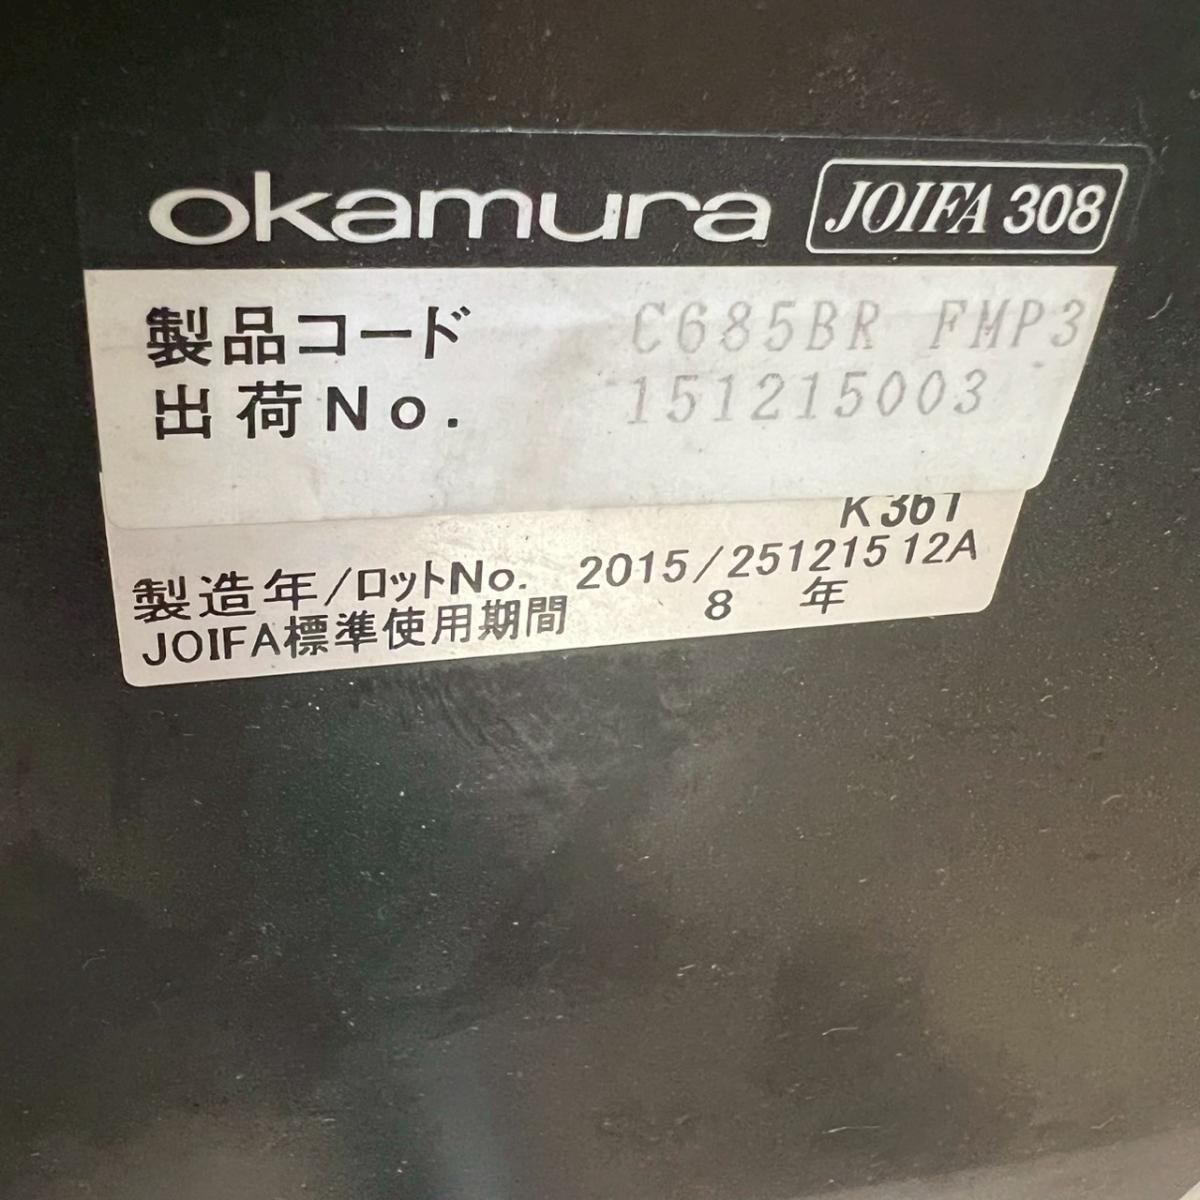 okamura JOIFA 308
製品コード C685BR FMP3
出荷No. 151215003
K361
製造年/ロットNo. 2015/25121512A
JOIFA標準使用期間 8 年